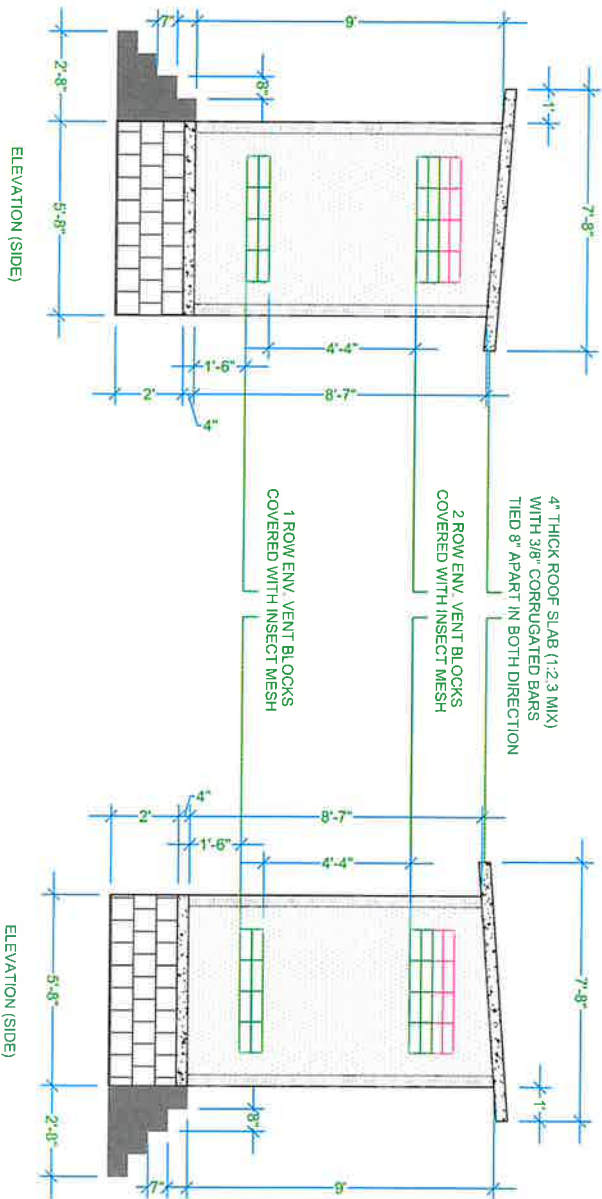 7"
9'
2'-8"
8"
1'
5'-8"
7'-8"
ELEVATION (SIDE)
1'-6"
4'-4"
2'
8'-7"
4"
4" THICK ROOF SLAB (1:2.3 MIX)
WITH 3/8" CORRUGATED BARS
TIED 8" APART IN BOTH DIRECTION
2 ROW ENV. VENT BLOCKS
COVERED WITH INSECT MESH
1 ROW ENV. VENT BLOCKS
COVERED WITH INSECT MESH
4"
2'
8'-7"
1'-6"
4'-4"
7'-8"
5'-8"
ELEVATION (SIDE)
1'
8"
2'-8"
7"
9'